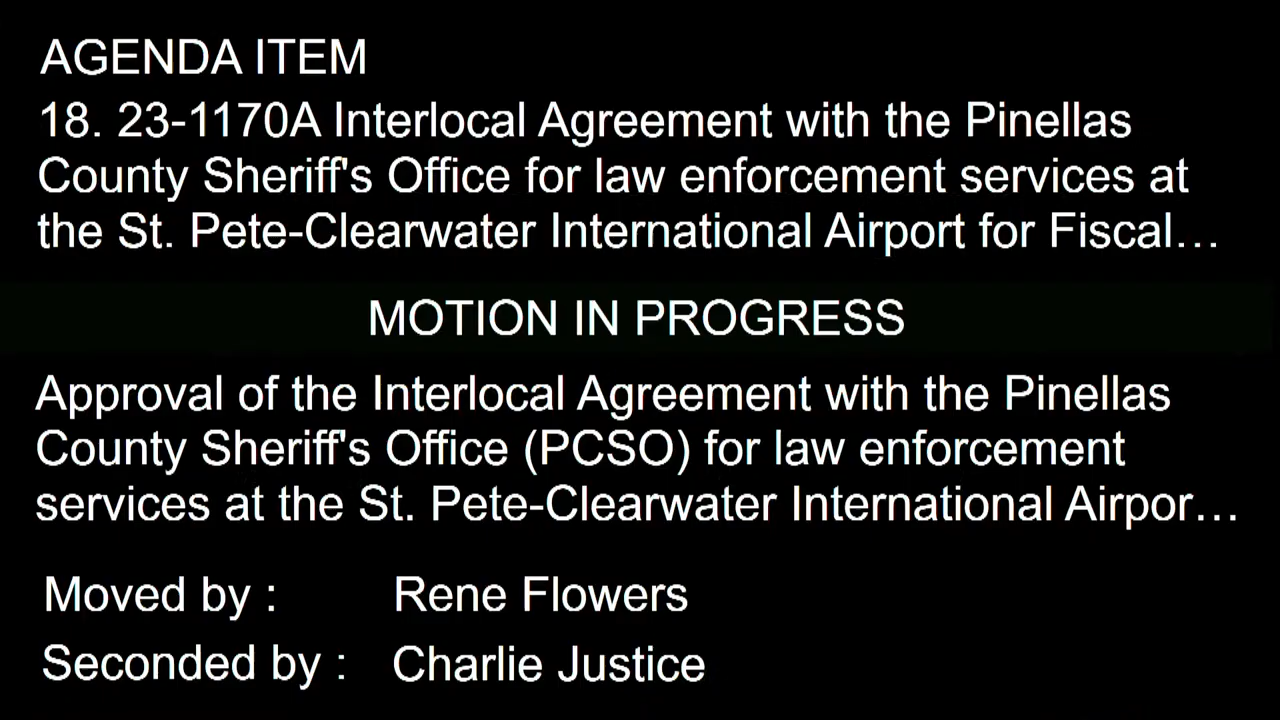 AGENDA ITEM
18. 23-1170A Interlocal Agreement with the Pinellas
County Sheriff's Office for law enforcement services at
the St. Pete-Clearwater International Airport for Fiscal…
MOTION IN PROGRESS
Approval of the Interlocal Agreement with the Pinellas
County Sheriff's Office (PCSO) for law enforcement
services at the St. Pete-Clearwater International Airpor…
Moved by : Rene Flowers
Seconded by : Charlie Justice